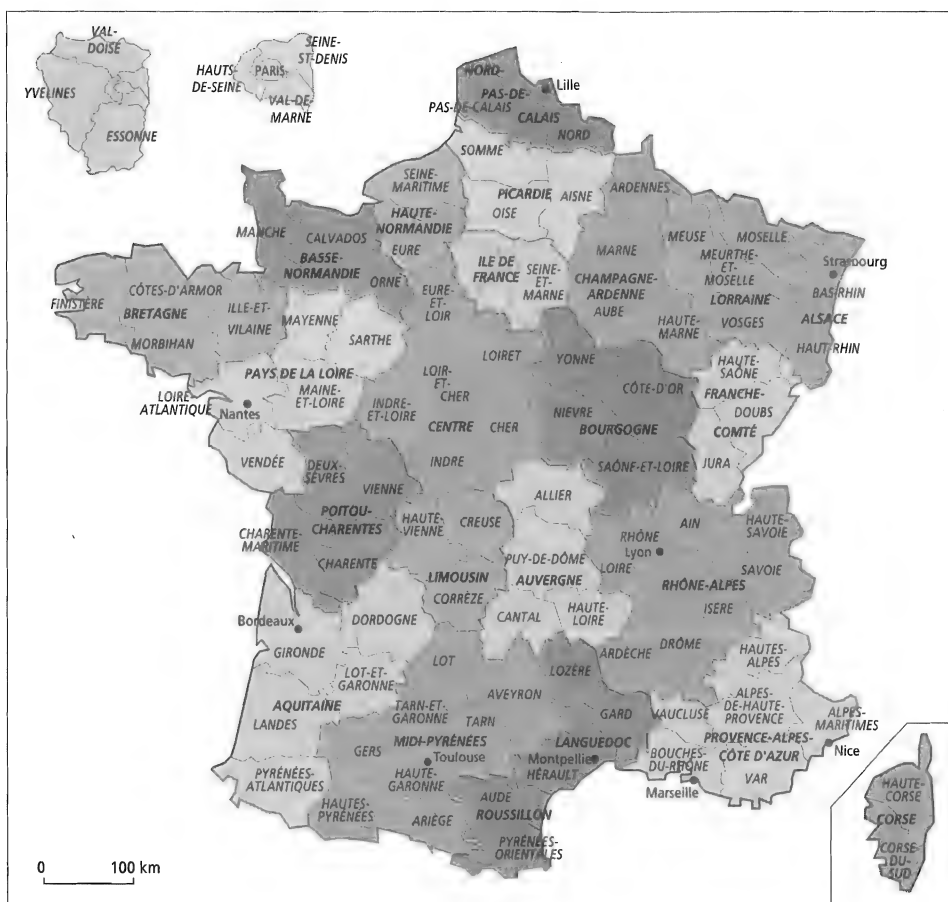 VAL-
DOISE
YVELINES
ESSONNE
SEINE-
ST-DENIS
HAUTS-
DE-SEINE
PARIS
VAL-DE-
MARNE
NORD-
PAS-DE-
CALAIS
PAS-DE-CALAIS
NORD
Lille
SOMME
PICARDIE
OISE
AISNE
SEINE-
MARITIME
HAUTE-
NORMANDIE
EURE
MANCHE
CALVADOS
BASSE-
NORMANDIE
ORNE
ILE DE
FRANCE
SEINE-
ET-
MARNE
ARDENNES
MARNE
CHAMPAGNE-
ARDENNE
AUBE
HAUTE-
MARNE
MEUSE
MOSELLE
MEURTHE-
ET-
MOSELLE
LORRAINE
VOSGES
Strasbourg
BAS-RHIN
ALSACE
HAUT-RHIN
FINISTÈRE
CÔTES-D'ARMOR
BRETAGNE
MORBIHAN
ILLE-ET-
VILAINE
MAYENNE
SARTHE
PAYS DE LA LOIRE
LOIRE-
ATLANTIQUE
Nantes
MAINE-
ET-LOIRE
VENDÉE
EURE-
ET-
LOIR
LOIRET
LOIR-
ET-
CHER
INDRE-
ET-LOIRE
CENTRE
CHER
INDRE
YONNE
CÔTE-D'OR
NIÈVRE
BOURGOGNE
SAÔNE-ET-LOIRE
HAUTE-
SAÔNE
FRANCHE-
DOUBS
COMTÉ
JURA
DEUX-
SÈVRES
VIENNE
POITOU-
CHARENTES
CHARENTE-
MARITIME
CHARENTE
HAUTE-
VIENNE
CREUSE
LIMOUSIN
CORRÈZE
ALLIER
PUY-DE-DÔME
AUVERGNE
CANTAL
HAUTE-
LOIRE
AIN
HAUTE-
SAVOIE
RHÔNE
Lyon
LOIRE
SAVOIE
RHÔNE-ALPES
ISÈRE
DRÔME
ARDÈCHE
Bordeaux
GIRONDE
DORDOGNE
LOT-ET-
GARONNE
AQUITAINE
LANDES
PYRÉNÉES-
ATLANTIQUES
LOT
AVEYRON
TARN-ET-
GARONNE
TARN
GERS
MIDI-PYRÉNÉES
Toulouse
HAUTE-
GARONNE
HAUTES-
PYRÉNÉES
ARIÈGE
LOZÈRE
GARD
LANGUEDOC
Montpellier
HÉRAULT
AUDE
ROUSSILLON
PYRÉNÉES-
ORIENTALES
HAUTES-
ALPES
VAUCLUSE
ALPES-
DE-HAUTE-
PROVENCE
ALPES-
MARITIMES
PROVENCE-ALPES-
CÔTE D'AZUR
BOUCHES-
DU-RHÔNE
Marseille
VAR
Nice
HAUTE-
CORSE
CORSE
CORSE-
DU-
SUD
0 100 km